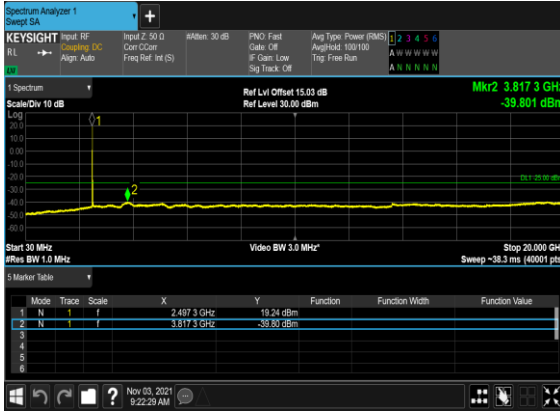 Spectrum Analyzer 1
Swept SA
+
KEYSIGHT Input: RF Input Z: 50 Ω #Atten: 30 dB PNO: Fast Avg Type: Power (RMS) 1 2 3 4 5 6
RL Coupling: DC Corr CCorr Gate: Off Avg|Hold: 100/100 A W W W W W
Align: Auto Freq Ref: Int (S) IF Gain: Low Trig: Free Run
Sig Track: Off A N N N N N
1 Spectrum Ref Lvl Offset 15.03 dB Mkr2 3.817 3 GHz
Scale/Div 10 dB Ref Level 30.00 dBm -39.801 dBm
Log
20.0
10.0
0.00
-10.0
-20.0
-30.0
-40.0
-50.0
-60.0
1
2
DL1 -25.00 dBm
Start 30 MHz Video BW 3.0 MHz* Stop 20.000 GHz
#Res BW 1.0 MHz Sweep ~38.3 ms (40001 pts)
5 Marker Table
Mode Trace Scale X Y Function Function Width Function Value
1 N 1 f 2.497 3 GHz 19.24 dBm
2 N 1 f 3.817 3 GHz -39.80 dBm
3
4
5
6
? Nov 03, 2021
9:22:29 AM